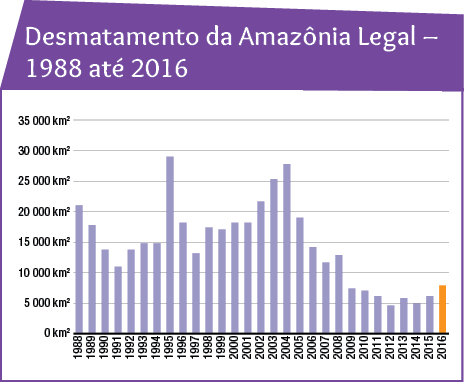 Desmatamento da Amazônia Legal –
1988 até 2016
35 000 km²
30 000 km²
25 000 km²
20 000 km²
15 000 km²
10 000 km²
5 000 km²
0 km²
1988
1989
1990
1991
1992
1993
1994
1995
1996
1997
1998
1999
2000
2001
2002
2003
2004
2005
2006
2007
2008
2009
2010
2011
2012
2013
2014
2015
2016